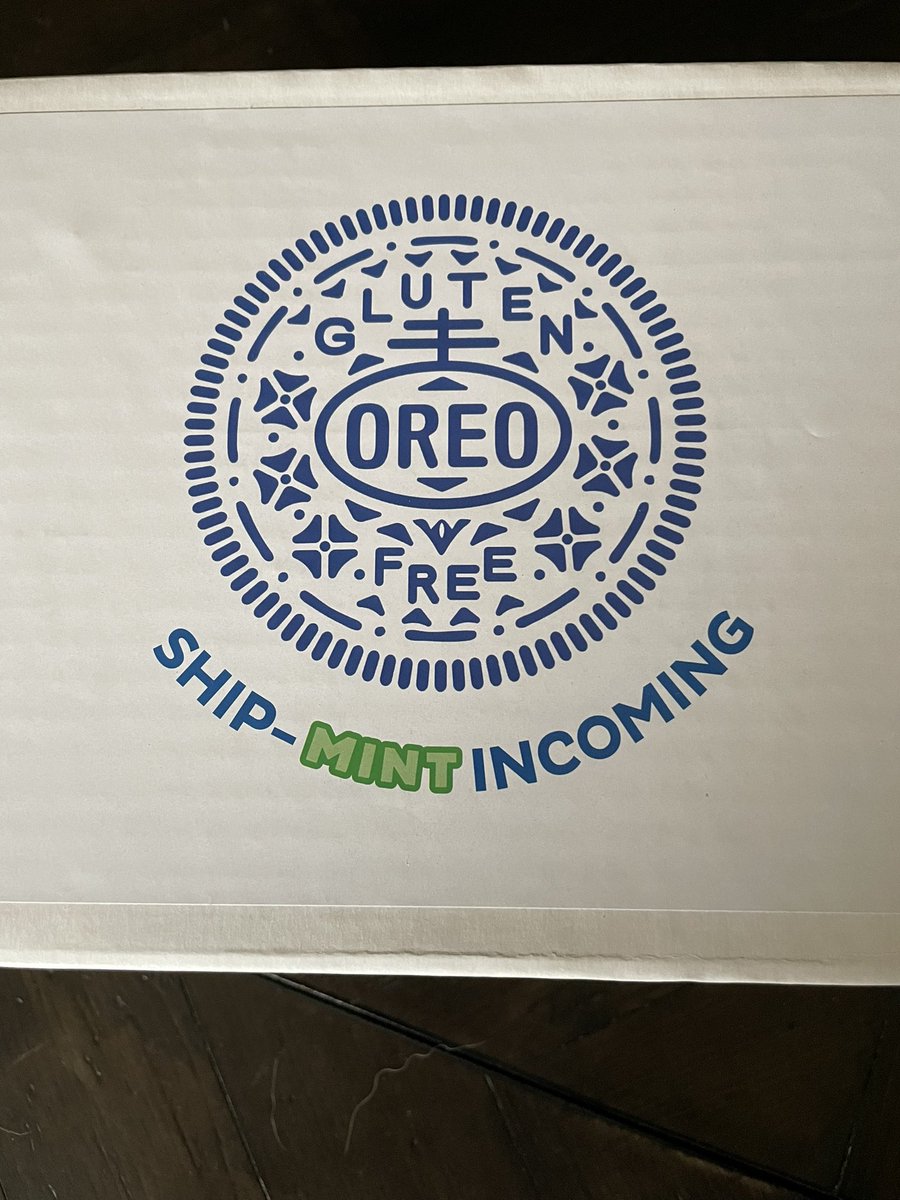 GLUTEN
OREO
FREE
SHIP-MINT INCOMING